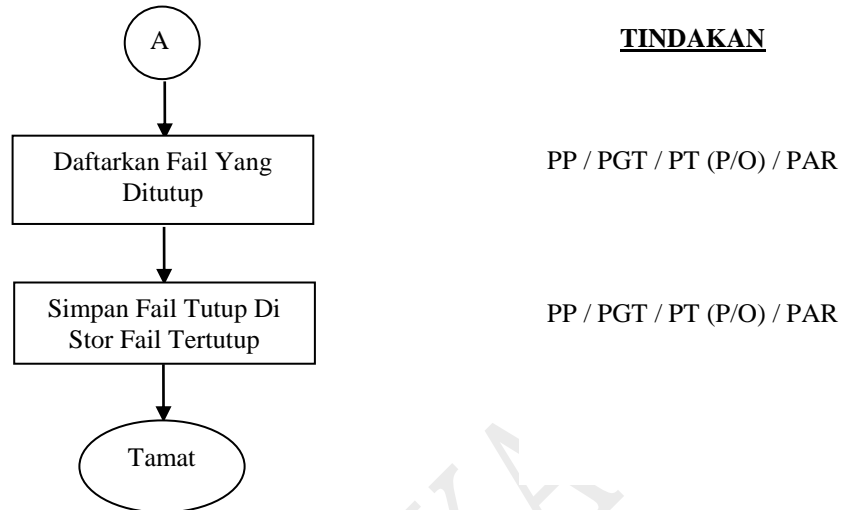 A
TINDAKAN
Daftarkan Fail Yang
Ditutup
PP / PGT / PT (P/O) / PAR
Simpan Fail Tutup Di
Stor Fail Tertutup
PP / PGT / PT (P/O) / PAR
Tamat